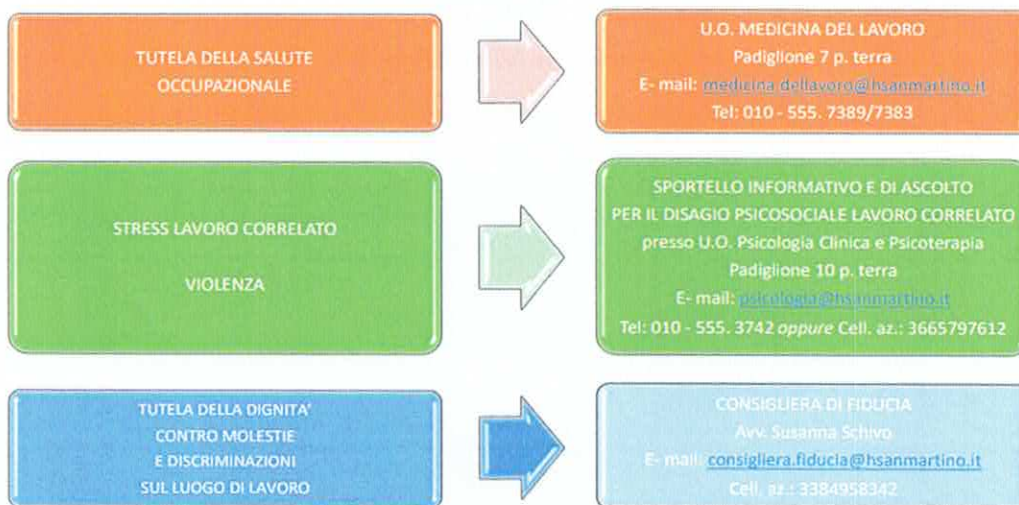 TUTELA DELLA SALUTE
OCCUPAZIONALE
U.O. MEDICINA DEL LAVORO
Padiglione 7 p. terra
E- mail: medicina.dellavoro@hsanmartino.it
Tel: 010 - 555. 7389/7383
STRESS LAVORO CORRELATO
VIOLENZA
SPORTELLO INFORMATIVO E DI ASCOLTO
PER IL DISAGIO PSICOSOCIALE LAVORO CORRELATO
presso U.O. Psicologia Clinica e Psicoterapia
Padiglione 10 p. terra
E- mail: psicologia@hsanmartino.it
Tel: 010 - 555. 3742 oppure Cell. az.: 3665797612
TUTELA DELLA DIGNITA'
CONTRO MOLESTIE
E DISCRIMINAZIONI
SUL LUOGO DI LAVORO
CONSIGLIERA DI FIDUCIA
Avv. Susanna Schivo
E- mail: consigliera.fiducia@hsanmartino.it
Cell. az.: 3384958342